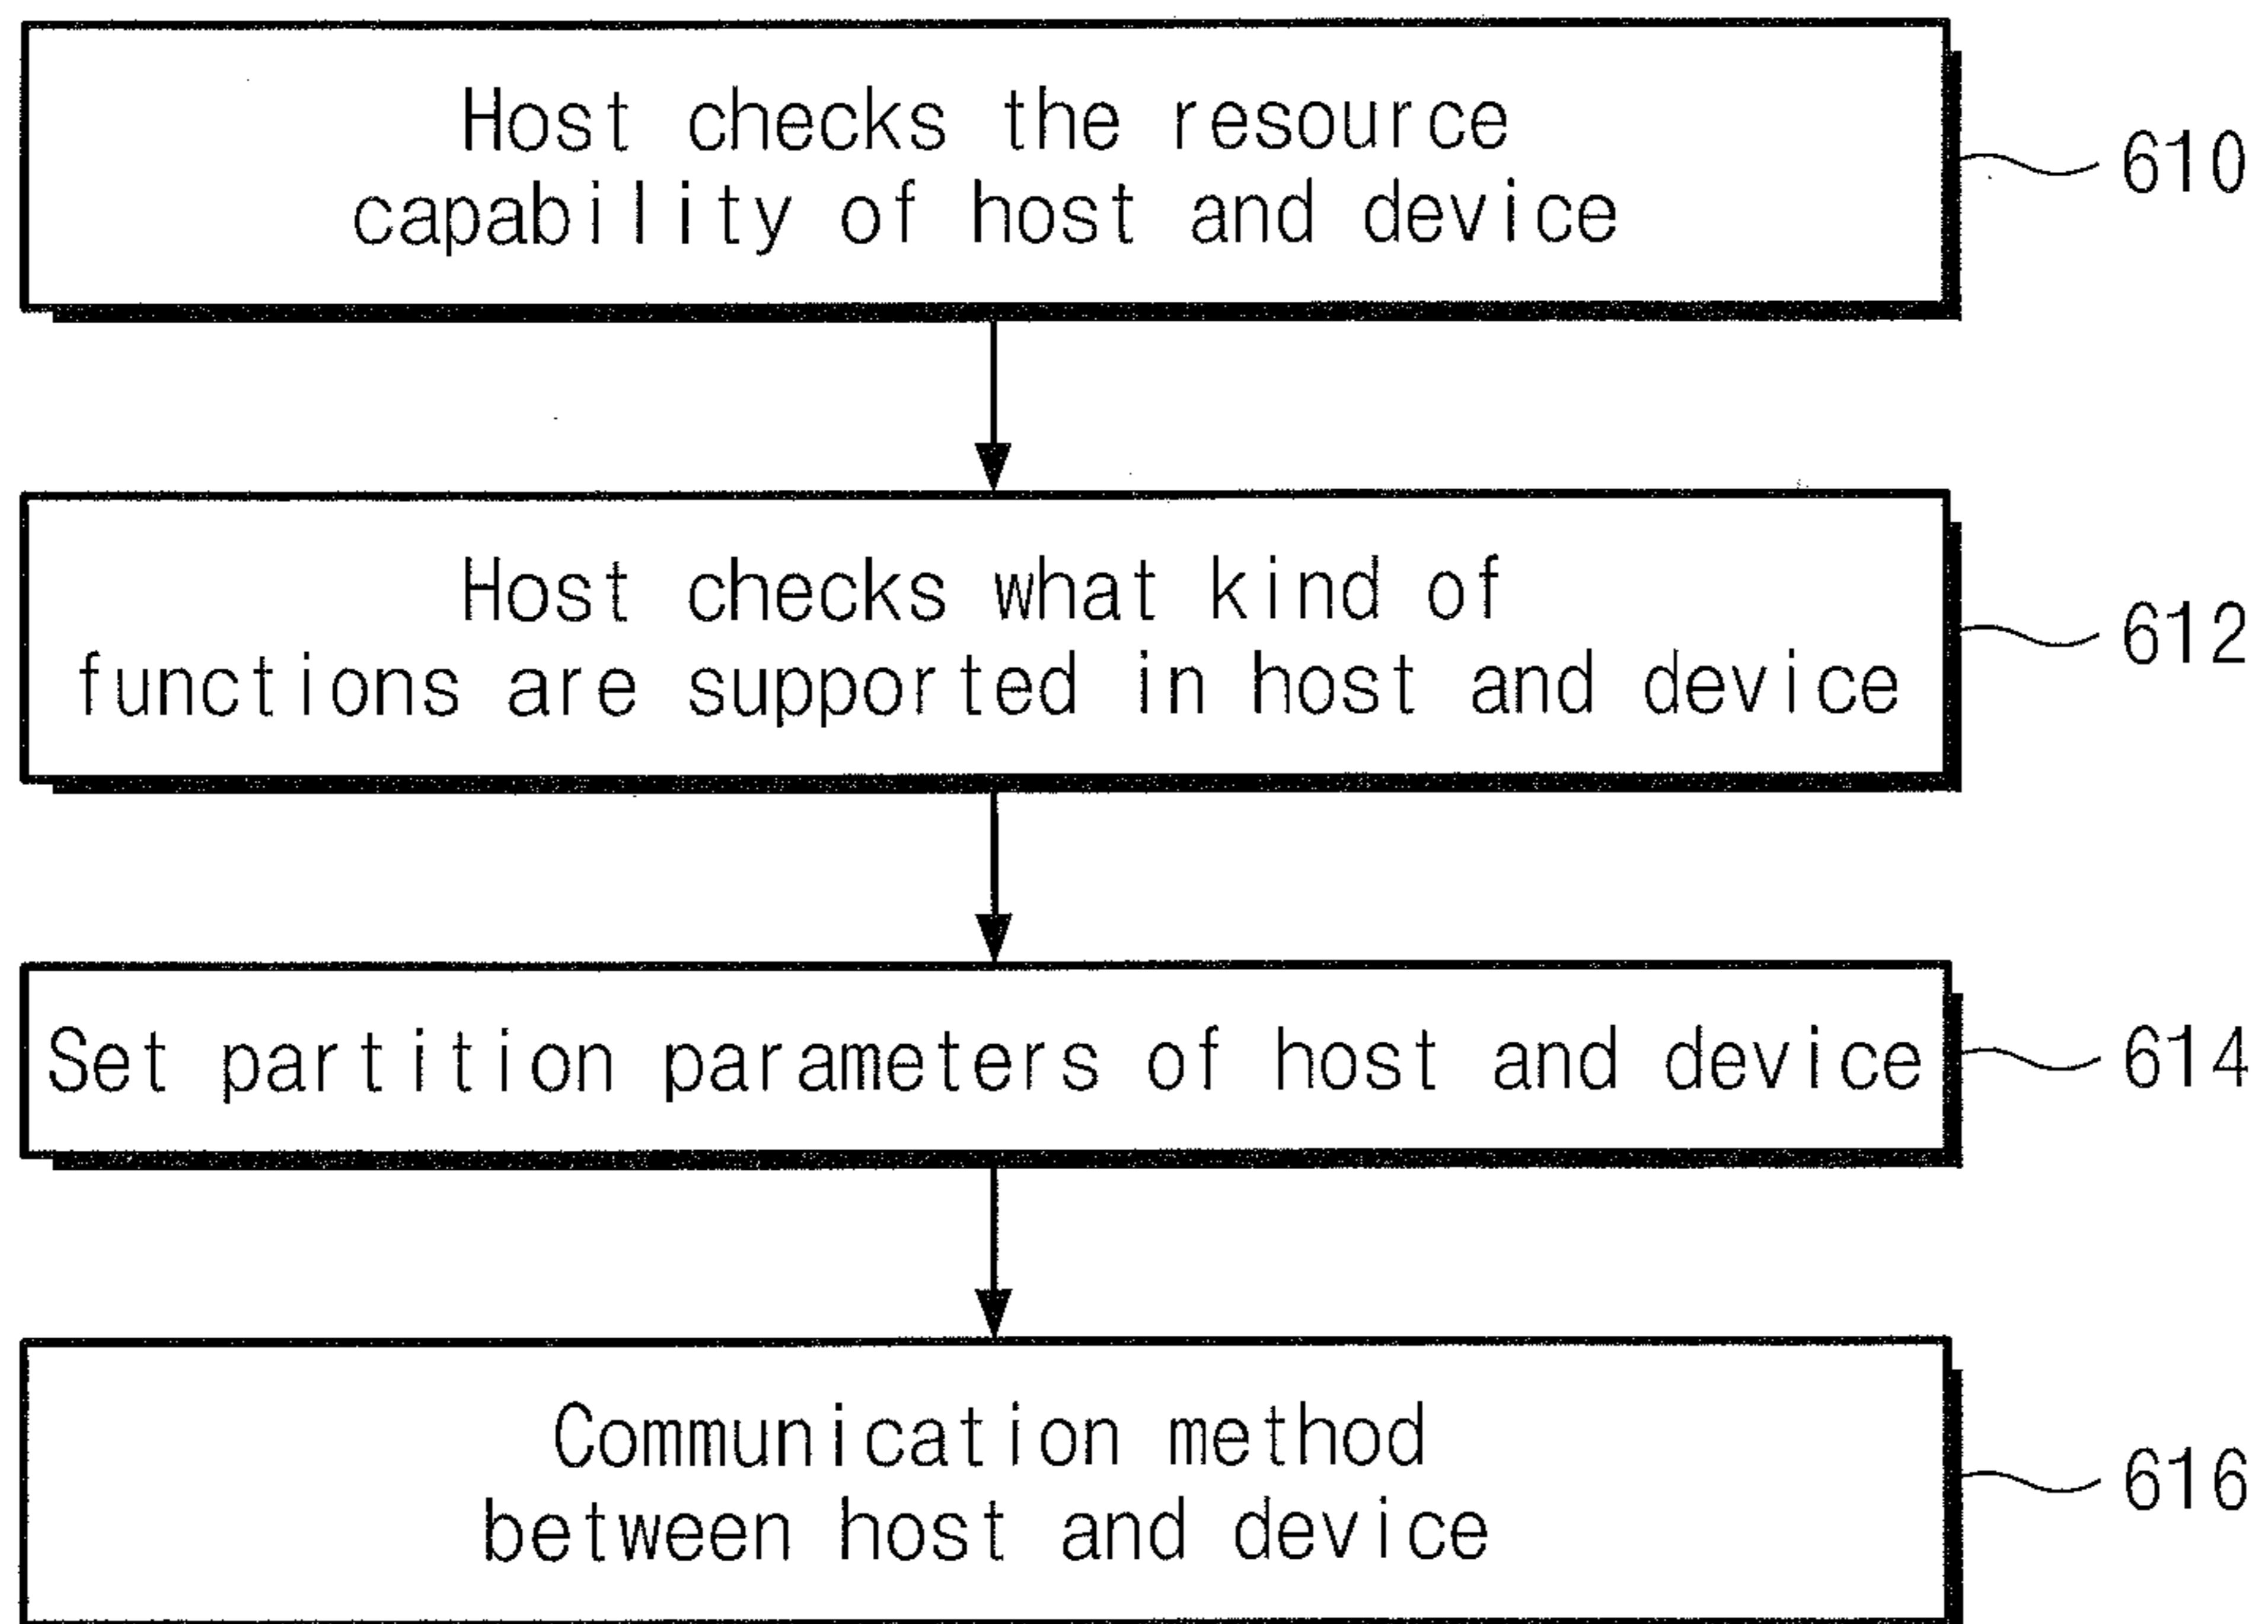 Host checks the resource
capability of host and device
610
Host checks what kind of
functions are supported in host and device
612
Set partition parameters of host and device
614
Communication method
between host and device
616